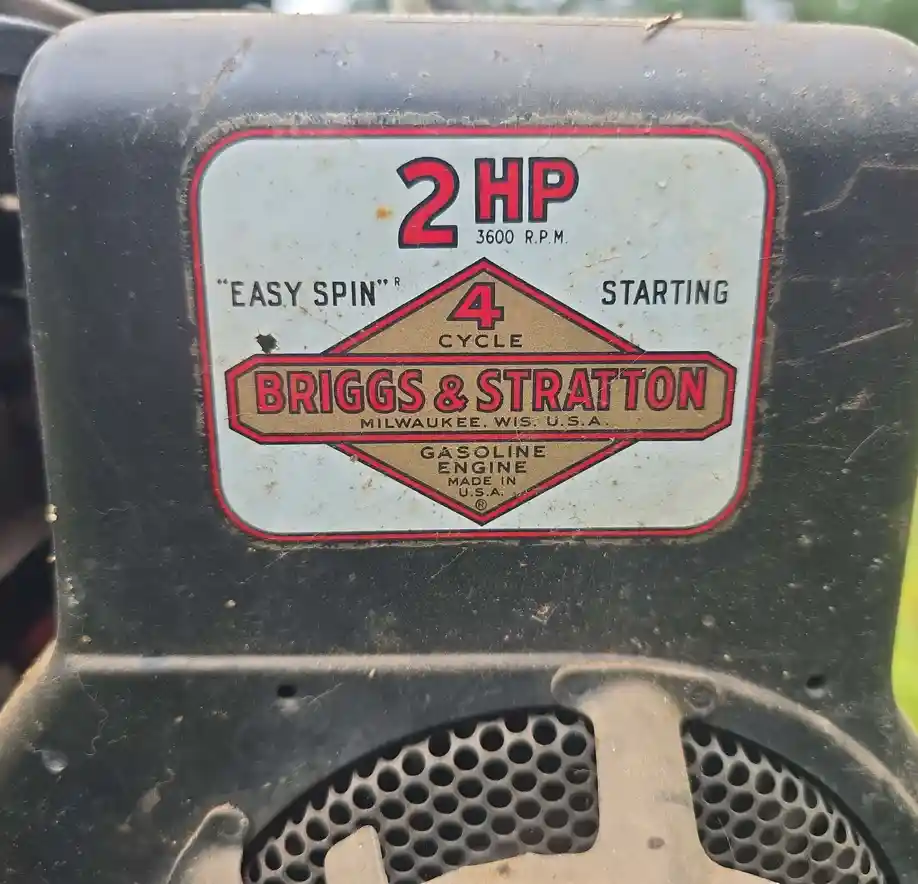 2 HP
3600 R.P.M.
"EASY SPIN"® STARTING
4
CYCLE
BRIGGS & STRATTON
MILWAUKEE, WIS. U.S.A.
GASOLINE
ENGINE
MADE IN
U.S.A.
®